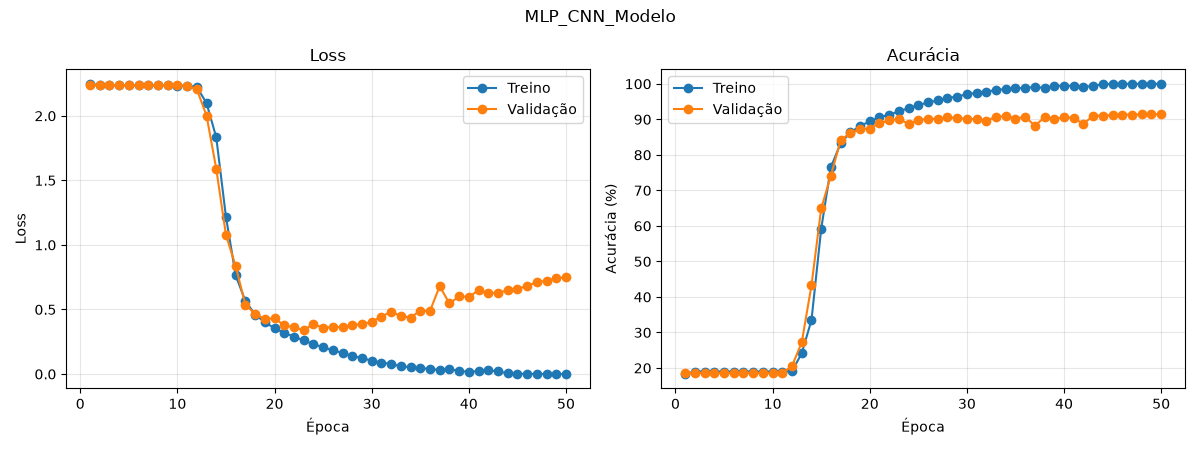 MLP_CNN_Modelo
Loss
Loss
2.0
1.5
1.0
0.5
0.0
Treino
Validação
0 10 20 30 40 50
Época
Acurácia
Acurácia (%)
100
90
80
70
60
50
40
30
20
Treino
Validação
0 10 20 30 40 50
Época